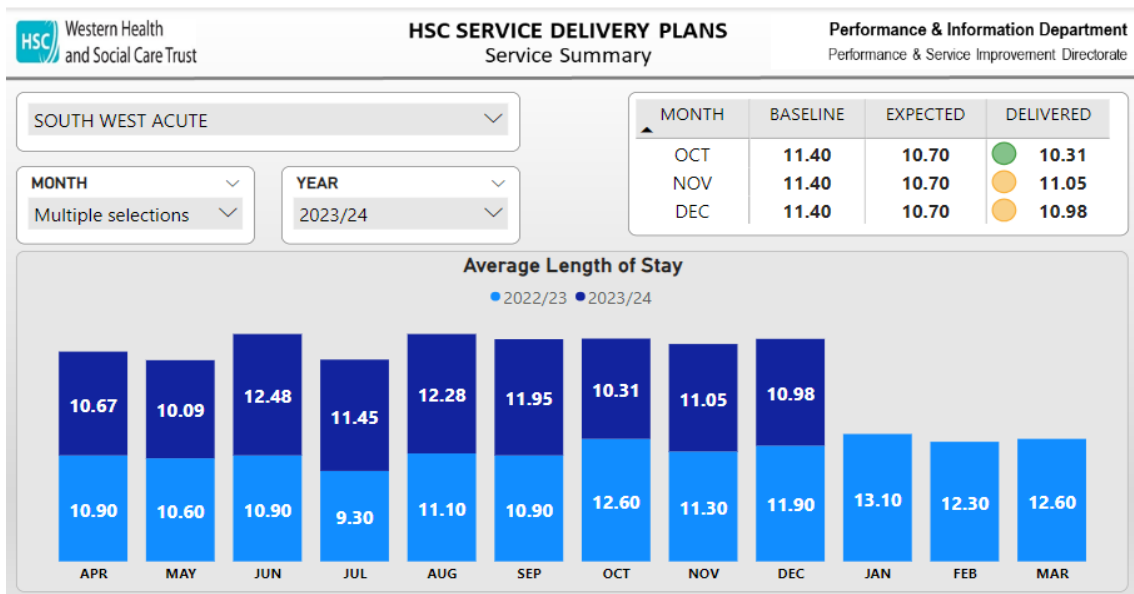 HSC
Western Health
and Social Care Trust
HSC SERVICE DELIVERY PLANS
Service Summary
Performance & Information Department
Performance & Service Improvement Directorate
SOUTH WEST ACUTE
MONTH
Multiple selections
YEAR
2023/24
MONTH BASELINE EXPECTED DELIVERED
OCT 11.40 10.70 10.31
NOV 11.40 10.70 11.05
DEC 11.40 10.70 10.98
Average Length of Stay
2022/23 2023/24
10.67 10.09 12.48 11.45 12.28 11.95 10.31 11.05 10.98
10.90 10.60 10.90 9.30 11.10 10.90 12.60 11.30 11.90 13.10 12.30 12.60
APR MAY JUN JUL AUG SEP OCT NOV DEC JAN FEB MAR